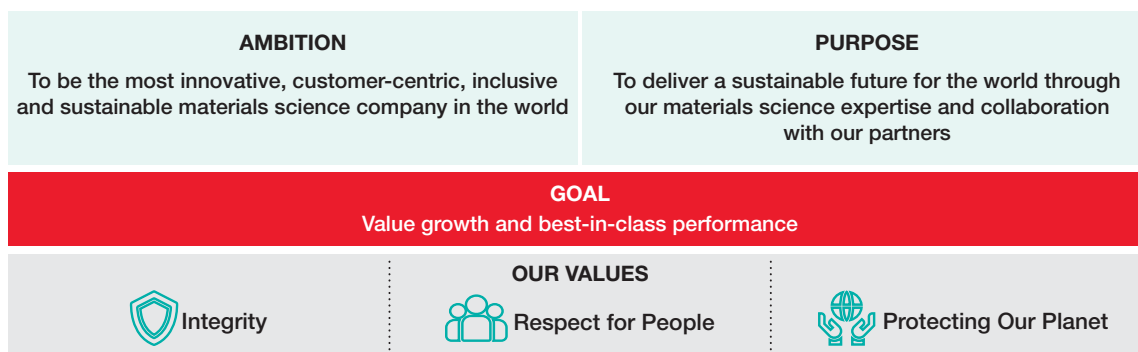 AMBITION
To be the most innovative, customer-centric, inclusive
and sustainable materials science company in the world
PURPOSE
To deliver a sustainable future for the world through
our materials science expertise and collaboration
with our partners
GOAL
Value growth and best-in-class performance
OUR VALUES
Integrity
Respect for People
Protecting Our Planet